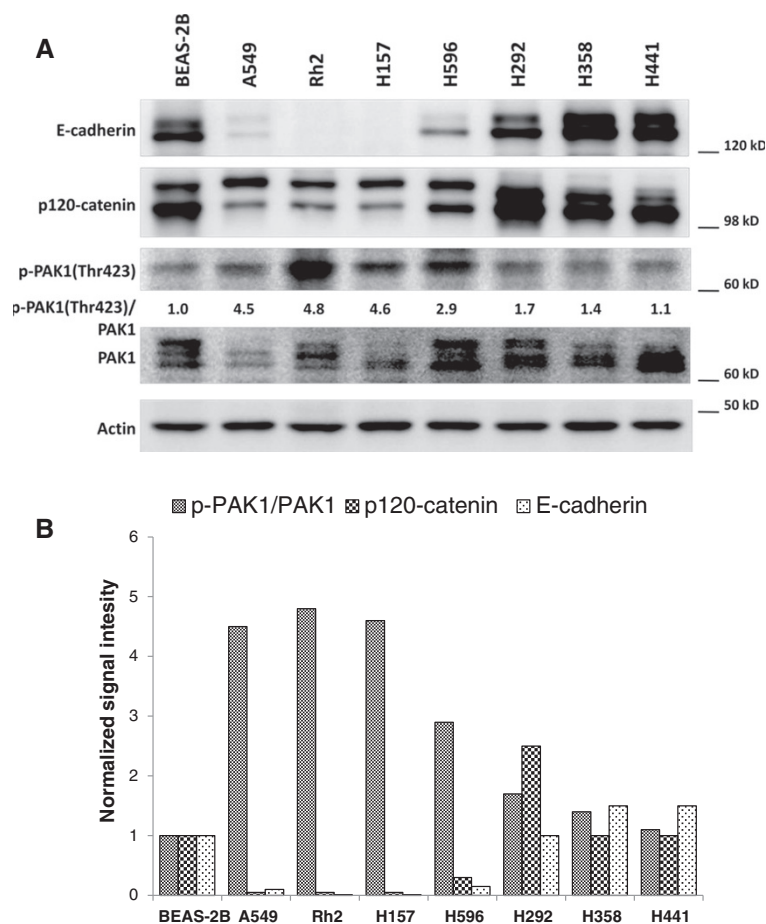 A
BEAS-2B A549 Rh2 H157 H596 H292 H358 H441
E-cadherin
120 kD
p120-catenin
98 kD
p-PAK1(Thr423)
60 kD
p-PAK1(Thr423)/ 1.0 4.5 4.8 4.6 2.9 1.7 1.4 1.1
PAK1
PAK1
60 kD
50 kD
Actin
p-PAK1/PAK1 p120-catenin E-cadherin
B
Normalized signal intesity
6
5
4
3
2
1
0
BEAS-2B A549 Rh2 H157 H596 H292 H358 H441